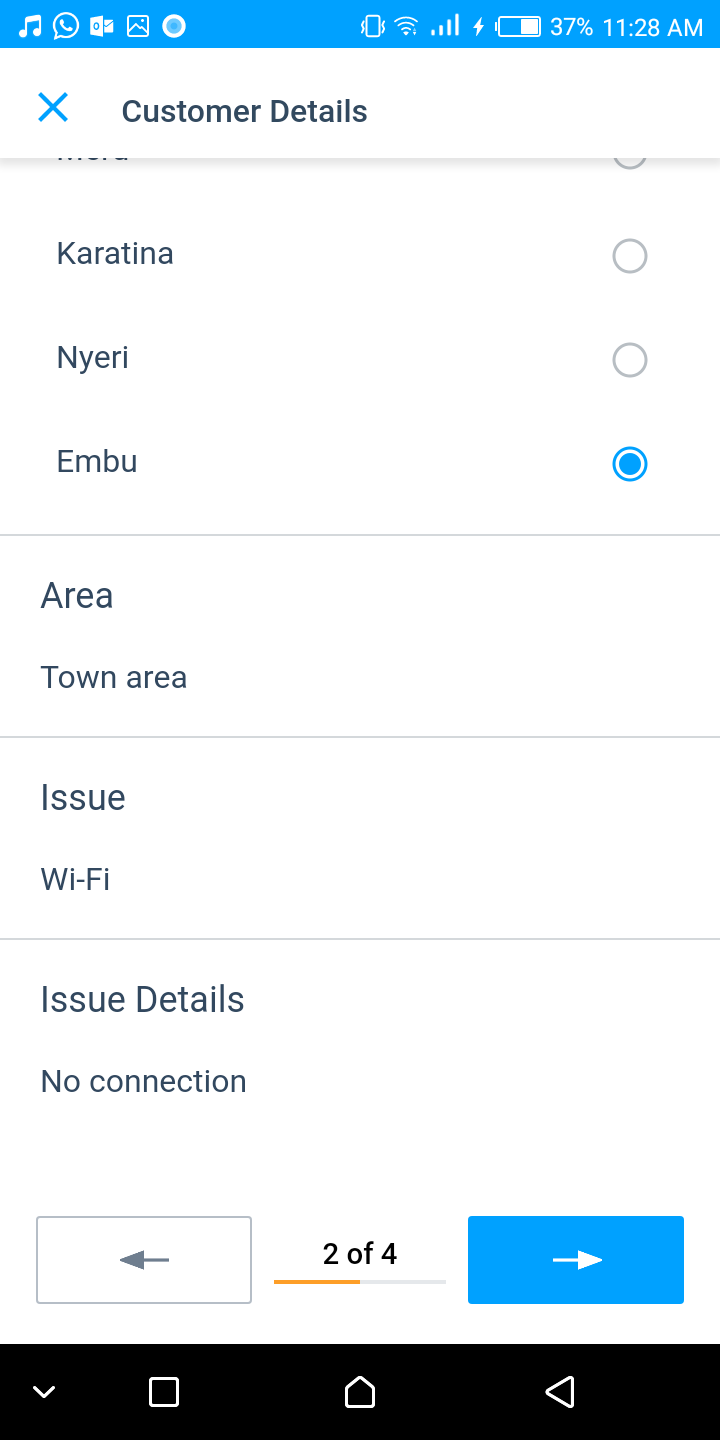 37% 11:28 AM
Customer Details
Karatina
Nyeri
Embu
Area
Town area
Issue
Wi-Fi
Issue Details
No connection
2 of 4